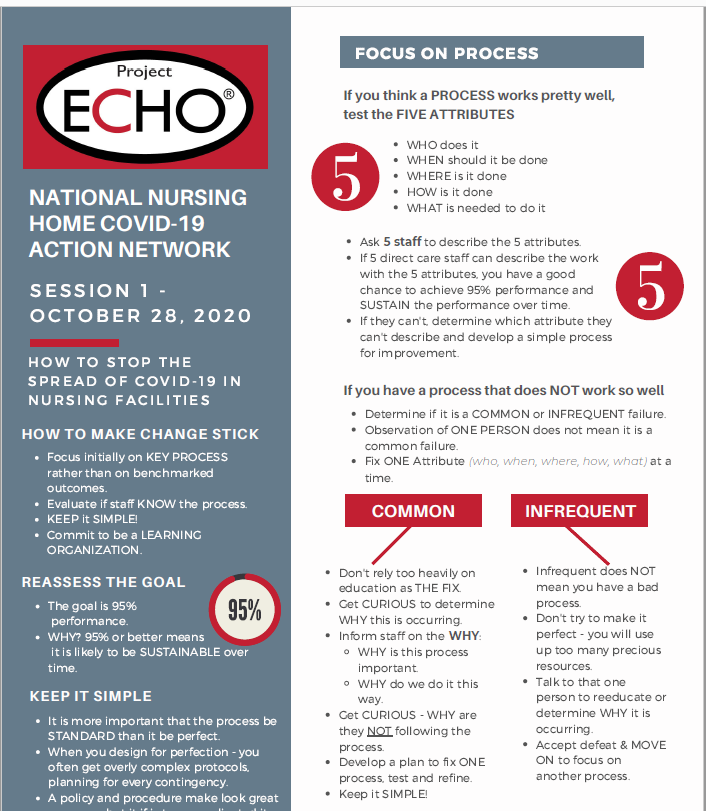 Project
ECHO®
NATIONAL NURSING
HOME COVID-19
ACTION NETWORK
SESSION 1 -
OCTOBER 28, 2020
HOW TO STOP THE
SPREAD OF COVID-19 IN
NURSING FACILITIES
HOW TO MAKE CHANGE STICK
• Focus initially on KEY PROCESS
rather than on benchmarked
outcomes.
• Evaluate if staff KNOW the process.
• KEEP it SIMPLE!
• Commit to be a LEARNING
ORGANIZATION.
REASSESS THE GOAL
• The goal is 95%
performance.
• WHY? 95% or better means
it is likely to be SUSTAINABLE over
time.
95%
KEEP IT SIMPLE
• It is more important that the process be
STANDARD than it be perfect.
• When you design for perfection - you
often get overly complex protocols,
planning for every contingency.
• A policy and procedure make look great
FOCUS ON PROCESS
If you think a PROCESS works pretty well,
test the FIVE ATTRIBUTES
5
• WHO does it
• WHEN should it be done
• WHERE is it done
• HOW is it done
• WHAT is needed to do it
• Ask 5 staff to describe the 5 attributes.
• If 5 direct care staff can describe the work
with the 5 attributes, you have a good
chance to achieve 95% performance and
SUSTAIN the performance over time.
• If they can't, determine which attribute they
can't describe and develop a simple process
for improvement.
5
If you have a process that does NOT work so well
• Determine if it is a COMMON or INFREQUENT failure.
• Observation of ONE PERSON does not mean it is a
common failure.
• Fix ONE Attribute (who, when, where, how, what) at a
time.
COMMON
• Don't rely too heavily on
education as THE FIX.
• Get CURIOUS to determine
WHY this is occurring.
• Inform staff on the WHY:
◦ WHY is this process
important.
◦ WHY do we do it this
way.
• Get CURIOUS - WHY are
they NOT following the
process.
• Develop a plan to fix ONE
process, test and refine.
• Keep it SIMPLE!
INFREQUENT
• Infrequent does NOT
mean you have a bad
process.
• Don't try to make it
perfect - you will use
up too many precious
resources.
• Talk to that one
person to reeducate or
determine WHY it is
occurring.
• Accept defeat & MOVE
ON to focus on
another process.